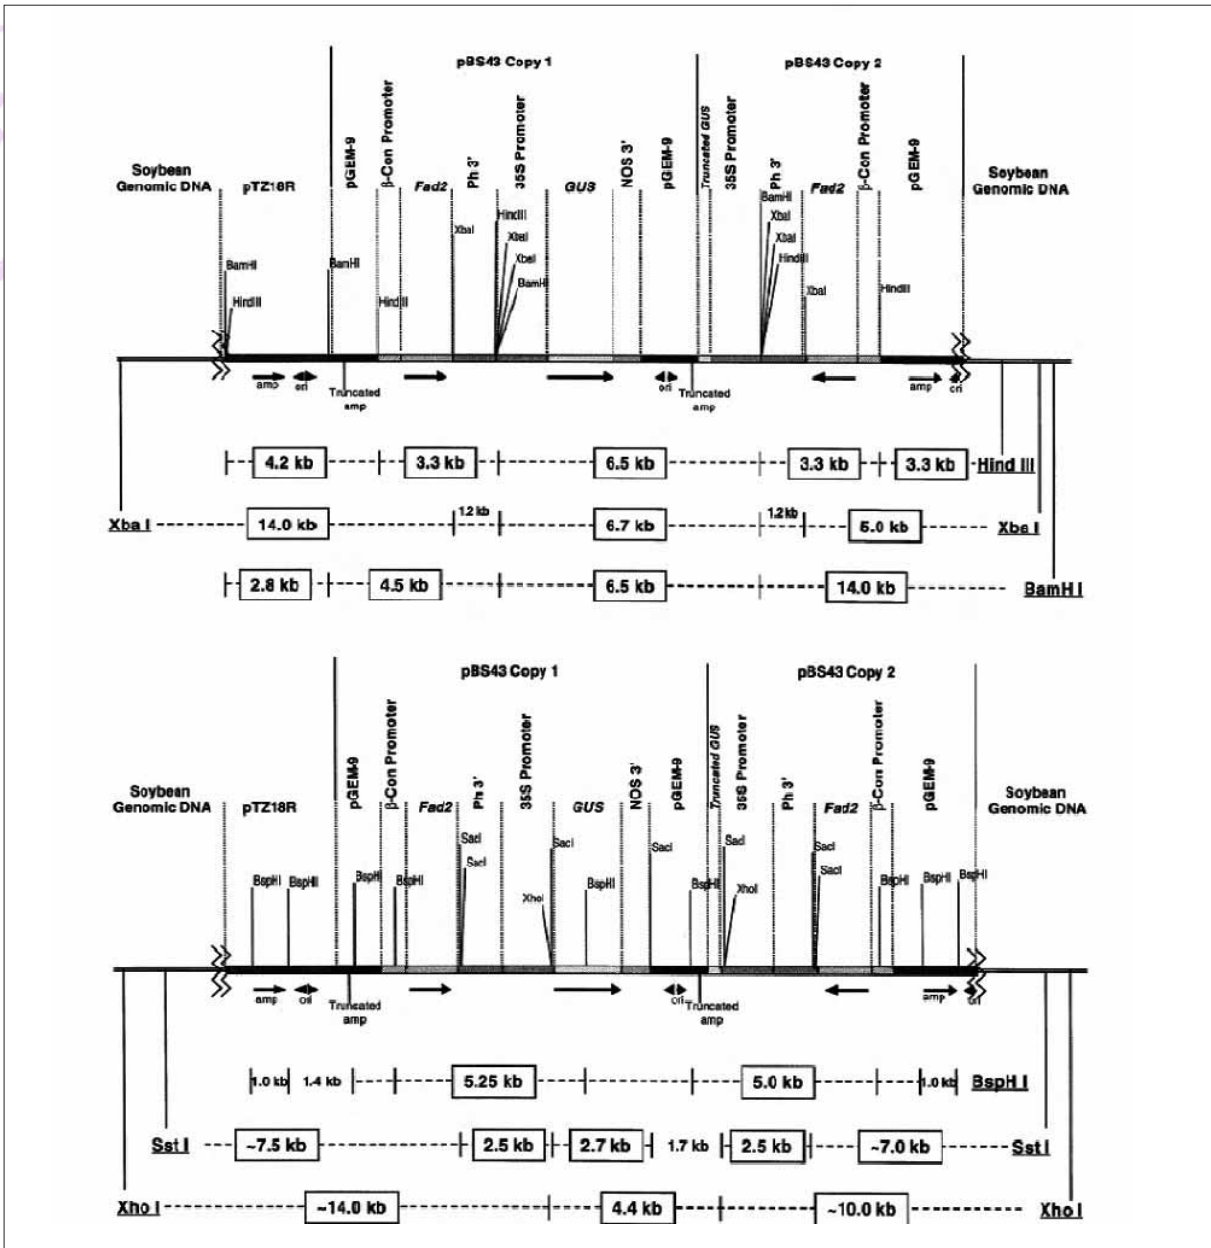 pBS43 Copy 1
pBS43 Copy 2
Soybean
Genomic DNA
pTZ18R
pGEM-9
β-Con Promoter
Fad2
Ph 3'
35S Promoter
GUS
NOS 3'
pGEM-9
Truncated GUS
35S Promoter
Ph 3'
Fad2
β-Con Promoter
pGEM-9
Soybean
Genomic DNA
BamHI
HindIII
BamHI
HindIII
XbaI
HindIII
XbaI
XbaI
BamHI
BamHI
XbaI
XbaI
HindIII
XbaI
HindIII
amp
ori
Truncated
amp
ori
Truncated
amp
amp
ori
4.2 kb
3.3 kb
6.5 kb
3.3 kb
3.3 kb
Hind III
Xba I
14.0 kb
1.2 kb
6.7 kb
1.2 kb
5.0 kb
Xba I
2.8 kb
4.5 kb
6.5 kb
14.0 kb
BamH I
pBS43 Copy 1
pBS43 Copy 2
Soybean
Genomic DNA
pTZ18R
pGEM-9
β-Con Promoter
Fad2
Ph 3'
35S Promoter
GUS
NOS 3'
pGEM-9
Truncated GUS
35S Promoter
Ph 3'
Fad2
β-Con Promoter
pGEM-9
Soybean
Genomic DNA
BspHI
BspHI
BspHI
BspHI
SacI
SacI
XhoI
SacI
BspHI
SacI
BspHI
SacI
XhoI
SacI
SacI
BspHI
BspHI
BspHI
amp
ori
Truncated
amp
ori
Truncated
amp
amp
ori
1.0 kb
1.4 kb
5.25 kb
5.0 kb
1.0 kb
BspH I
Sst I
~7.5 kb
2.5 kb
2.7 kb
1.7 kb
2.5 kb
~7.0 kb
Sst I
Xho I
~14.0 kb
4.4 kb
~10.0 kb
Xho I